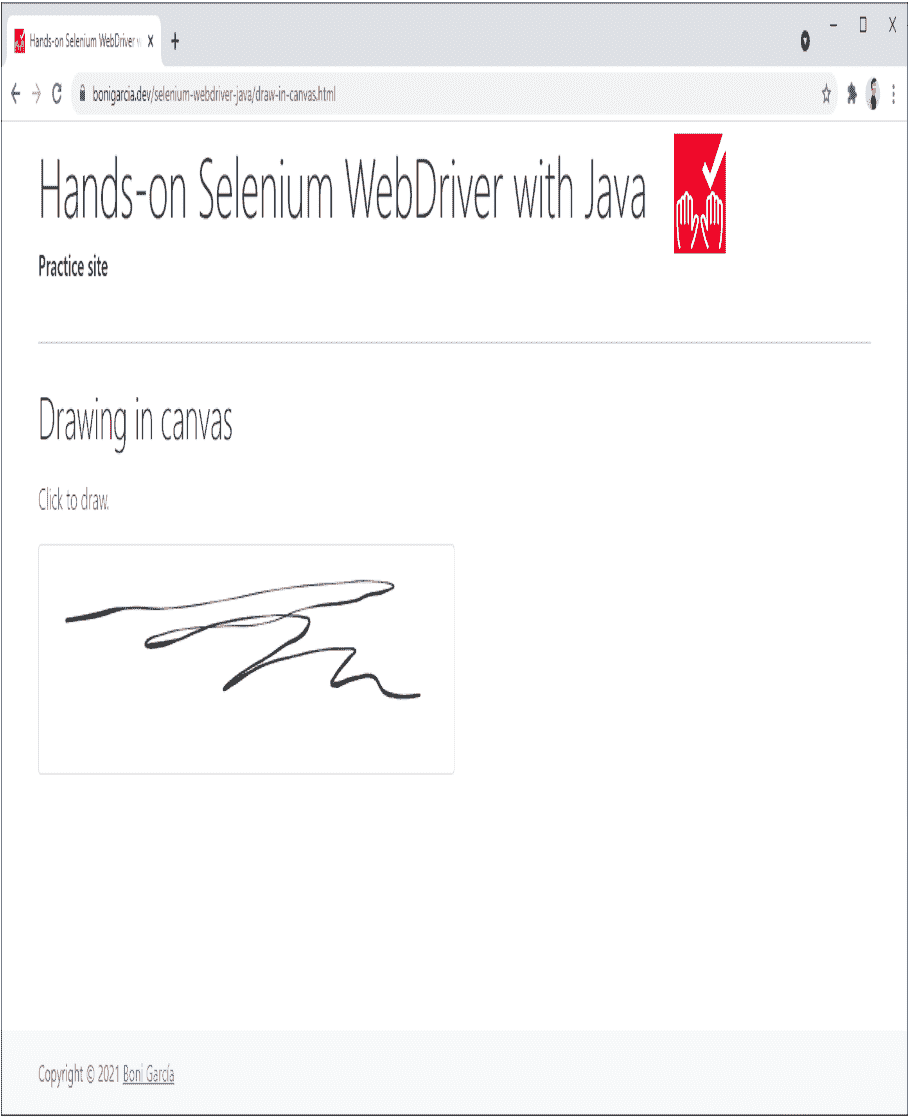 Hands-on Selenium WebDriver w
bonigarcia.dev/selenium-webdriver-java/draw-in-canvas.html
Hands-on Selenium WebDriver with Java
Practice site
Drawing in canvas
Click to draw.
Copyright © 2021 Boni García